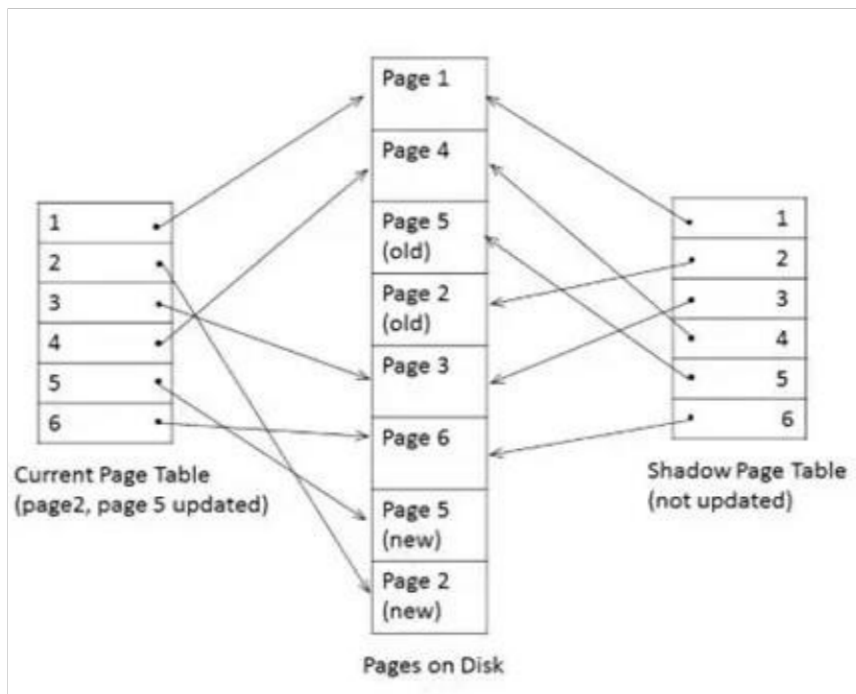 Page 1
Page 4
Page 5
(old)
Page 2
(old)
Page 3
Page 6
Page 5
(new)
Page 2
(new)
Pages on Disk
1
2
3
4
5
6
Current Page Table
(page2, page 5 updated)
1
2
3
4
5
6
Shadow Page Table
(not updated)